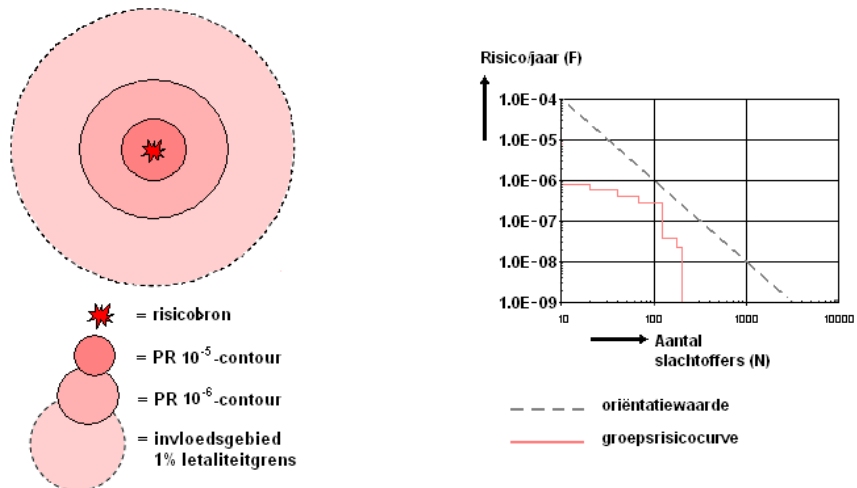 = risicobron
= PR 10-5-contour
= PR 10-6-contour
= invloedsgebied
1% letaliteitgrens
Risico/jaar (F)
1.0E-04
1.0E-05
1.0E-06
1.0E-07
1.0E-08
1.0E-09
10
100
1000
10000
Aantal
slachtoffers (N)
oriëntatiewaarde
groepsrisicocurve